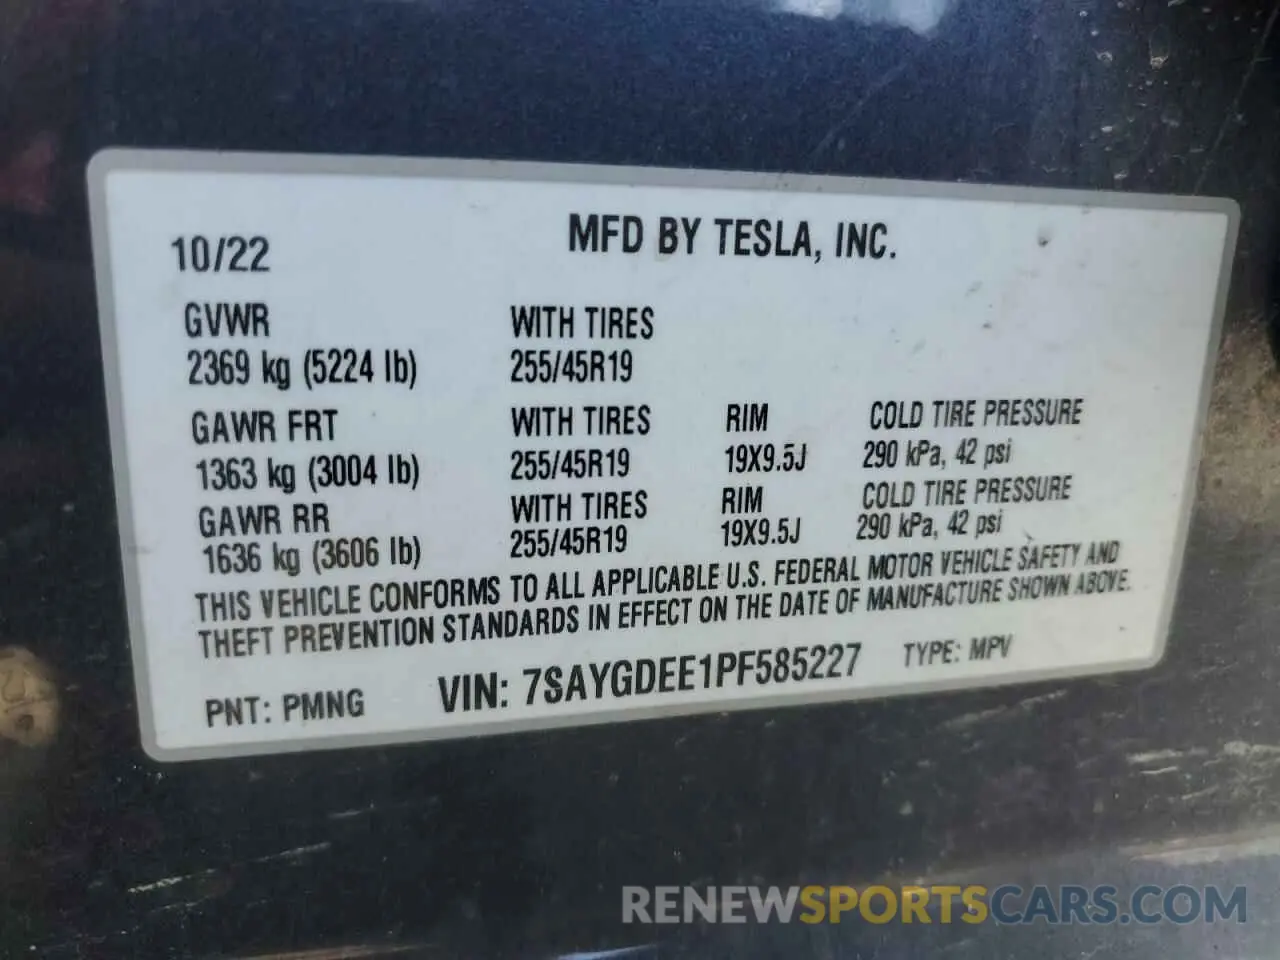 MFD BY TESLA, INC.
10/22
GVWR WITH TIRES
2369 kg (5224 lb) 255/45R19
GAWR FRT WITH TIRES RIM COLD TIRE PRESSURE
1363 kg (3004 lb) 255/45R19 19X9.5J 290 kPa, 42 psi
GAWR RR WITH TIRES RIM COLD TIRE PRESSURE
1636 kg (3606 lb) 255/45R19 19X9.5J 290 kPa, 42 psi
THIS VEHICLE CONFORMS TO ALL APPLICABLE U.S. FEDERAL MOTOR VEHICLE SAFETY AND
THEFT PREVENTION STANDARDS IN EFFECT ON THE DATE OF MANUFACTURE SHOWN ABOVE.
PNT: PMNG VIN: 7SAYGDEE1PF585227 TYPE: MPV
RENEWSPORTSCARS.COM